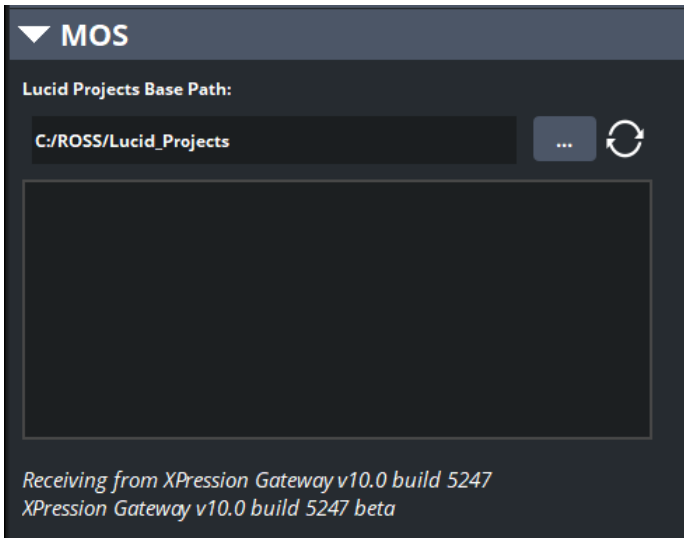 MOS
Lucid Projects Base Path:
C:/ROSS/Lucid_Projects
...
Receiving from XPression Gateway v10.0 build 5247
XPression Gateway v10.0 build 5247 beta